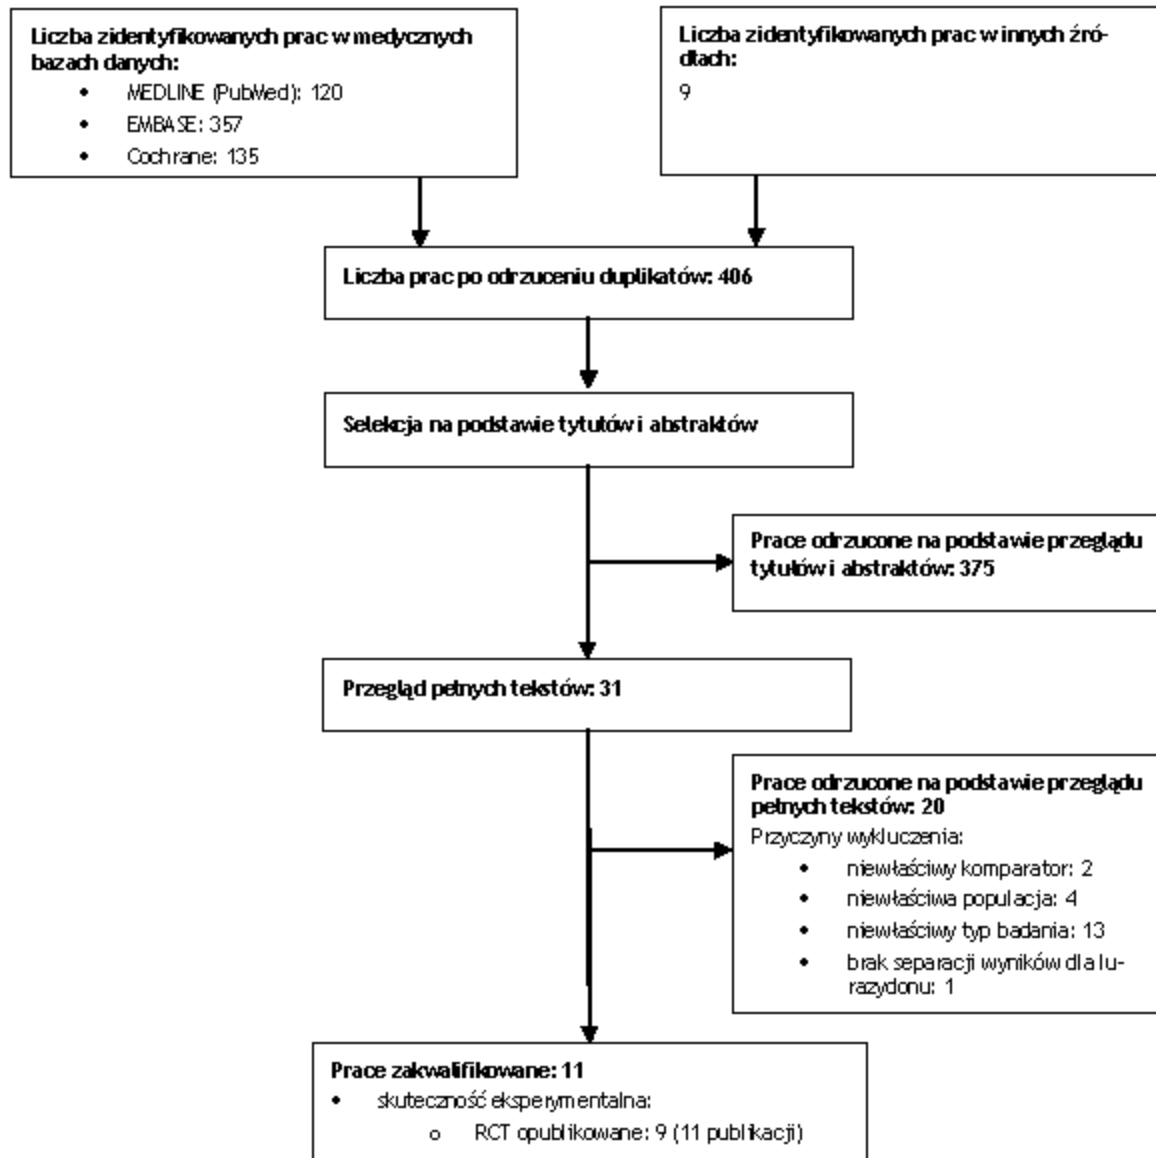 Liczba zidentyfikowanych prac w medycznych
bazach danych:
• MEDLINE (PubMed): 120
• EMBASE: 357
• Cochrane: 135
Liczba zidentyfikowanych prac w innych źró-
dłach:
9
Liczba prac po odrzuceniu duplikatów: 406
Selekcja na podstawie tytułów i abstraktów
Prace odrzucone na podstawie przeglądu
tytułów i abstraktów: 375
Przegląd pełnych tekstów: 31
Prace odrzucone na podstawie przeglądu
pełnych tekstów: 20
Przyczyny wykluczenia:
• niewłaściwy komparator: 2
• niewłaściwa populacja: 4
• niewłaściwy typ badania: 13
• brak separacji wyników dla lu-
razydonu: 1
Prace zakwalifikowane: 11
• skuteczność eksperymentalna:
o RCT opublikowane: 9 (11 publikacji)